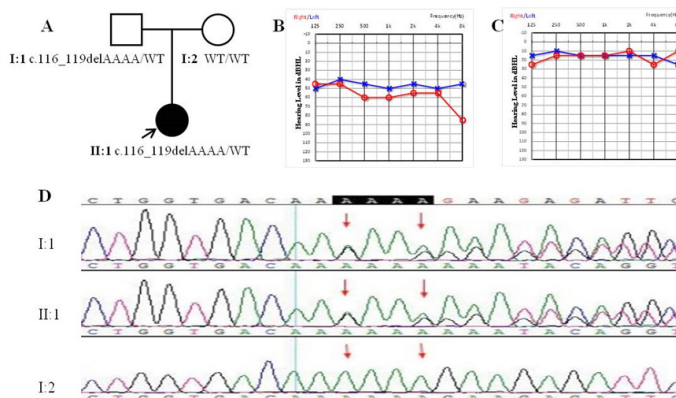 A
I:1 c.116_119delAAAA/WT
I:2 WT/WT
II:1 c.116_119delAAAA/WT
B
Right/Left
Frequency(Hz)
125 250 500 1k 2k 4k 8k
Hearing Level in dBHL
C
Right/Left
Frequency(Hz)
125 250 500 1k 2k 4k
Hearing Level in dBHL
D
C T G G T G A C A A A A A A G A A G A G A T T
I:1
C T G G T G A C A A A A A A A A A T A C A G G T
II:1
C T G G T G A C A A A A A A A A A T A C A G G T
I:2